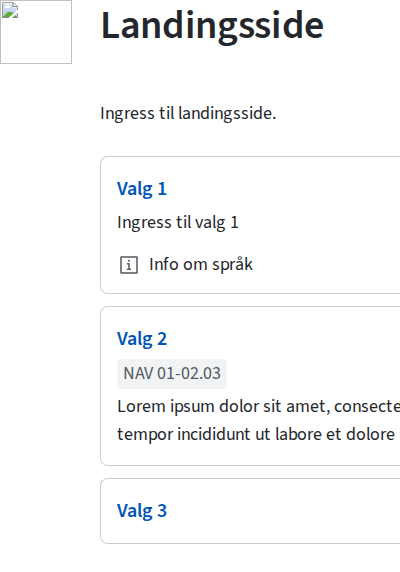 Landingsside
Ingress til landingsside.
Valg 1
Ingress til valg 1
Info om språk
Valg 2
NAV 01-02.03
Lorem ipsum dolor sit amet, consecte
tempor incididunt ut labore et dolore
Valg 3